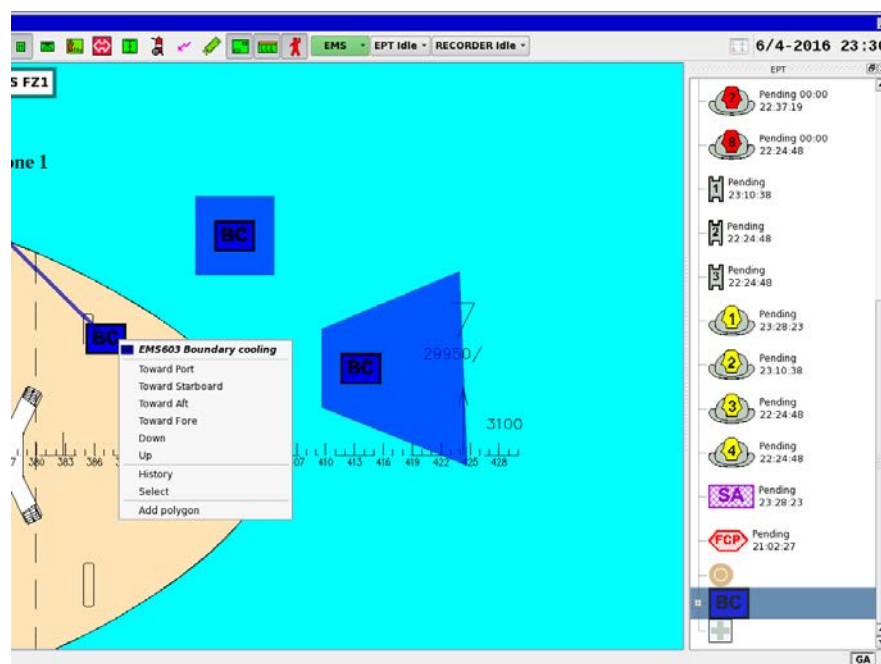 EMS
EPT Idle
RECORDER Idle
6/4-2016 23:36
S FZ1
one 1
BC
BC
29950/
BC
3100
EMS603 Boundary cooling
Toward Port
Toward Starboard
Toward Aft
Toward Fore
Down
Up
History
Select
Add polygon
380 383 386 07 410 413 416 419 422 425 428
EPT
7 Pending 00:00
22:37:19
8 Pending 00:00
22:24:48
1 Pending
23:10:38
2 Pending
22:24:48
3 Pending
22:24:48
1 Pending
23:28:23
2 Pending
23:10:38
3 Pending
22:24:48
4 Pending
22:24:48
SA Pending
23:28:23
FCP Pending
21:02:27
BC
GA